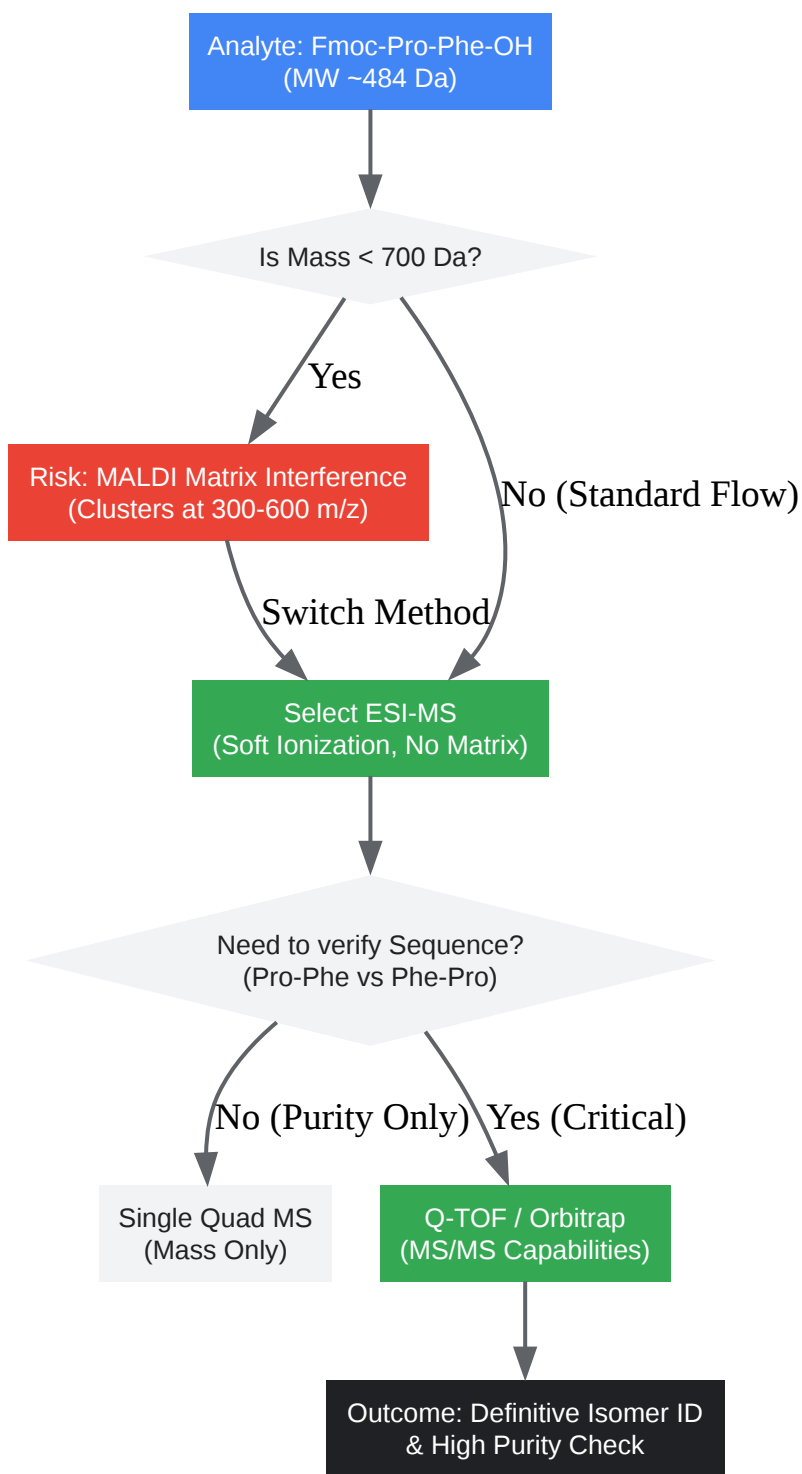 Analyte: Fmoc-Pro-Phe-OH
(MW ~484 Da)
Is Mass < 700 Da?
Yes
Risk: MALDI Matrix Interference
(Clusters at 300-600 m/z)
No (Standard Flow)
Switch Method
Select ESI-MS
(Soft Ionization, No Matrix)
Need to verify Sequence?
(Pro-Phe vs Phe-Pro)
No (Purity Only)
Yes (Critical)
Single Quad MS
(Mass Only)
Q-TOF / Orbitrap
(MS/MS Capabilities)
Outcome: Definitive Isomer ID
& High Purity Check